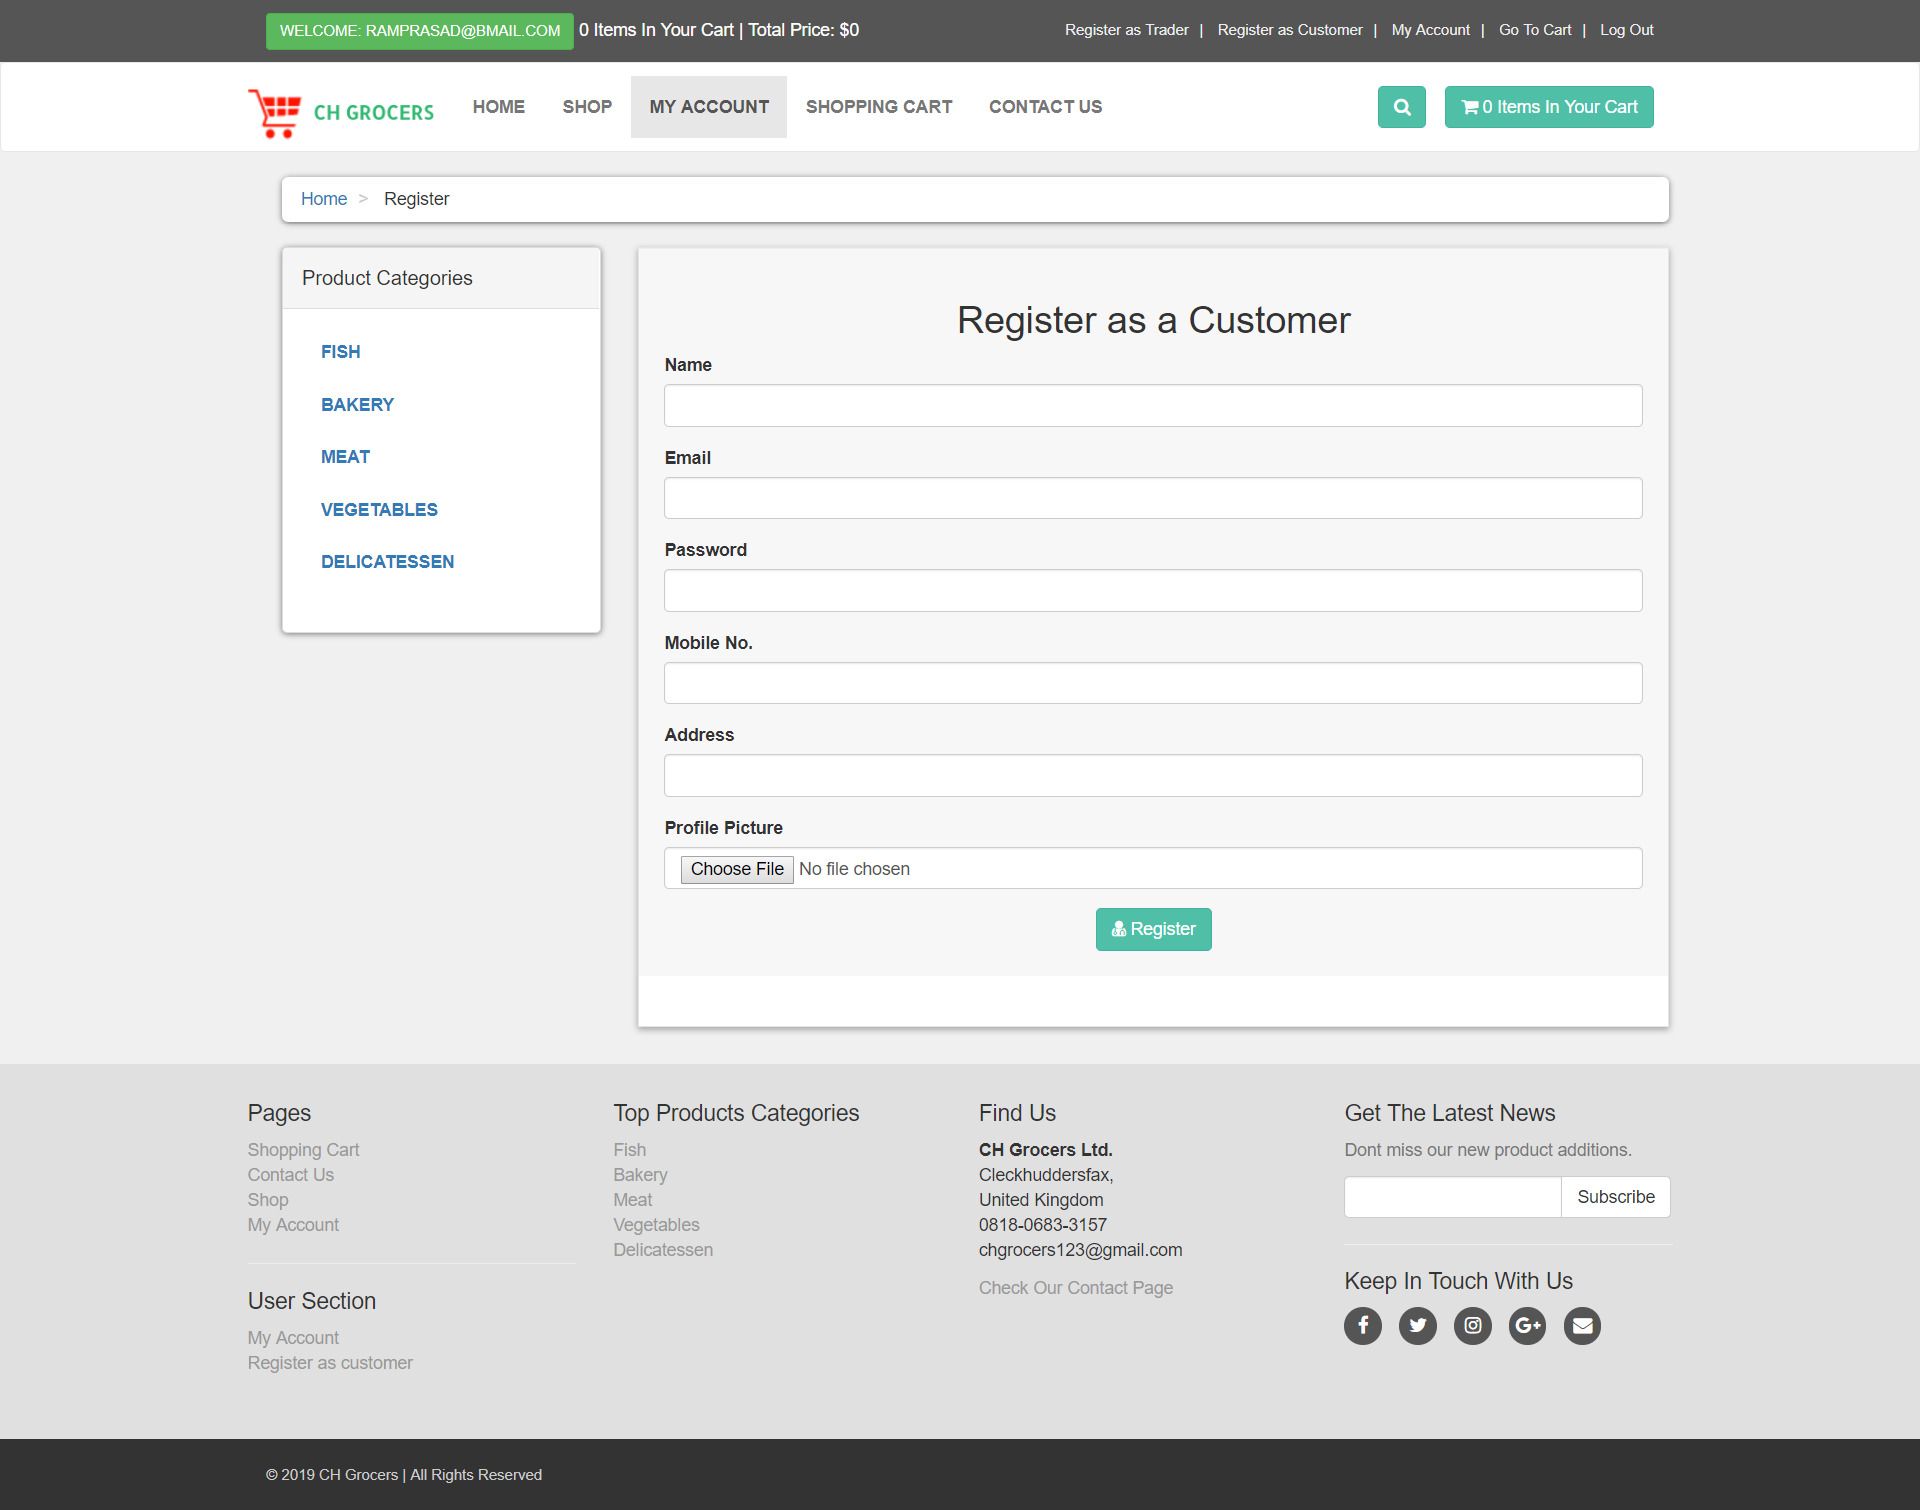 WELCOME: RAMPRASAD@BMAIL.COM 0 Items In Your Cart | Total Price: $0
Register as Trader | Register as Customer | My Account | Go To Cart | Log Out
CH GROCERS
HOME SHOP MY ACCOUNT SHOPPING CART CONTACT US
0 Items In Your Cart
Home > Register
Product Categories
FISH
BAKERY
MEAT
VEGETABLES
DELICATESSEN
Register as a Customer
Name
Email
Password
Mobile No.
Address
Profile Picture
Choose File No file chosen
Register
Pages
Shopping Cart
Contact Us
Shop
My Account
User Section
My Account
Register as customer
Top Products Categories
Fish
Bakery
Meat
Vegetables
Delicatessen
Find Us
CH Grocers Ltd.
Cleckhuddersfax,
United Kingdom
0818-0683-3157
chgrocers123@gmail.com
Check Our Contact Page
Get The Latest News
Dont miss our new product additions.
Subscribe
Keep In Touch With Us
© 2019 CH Grocers | All Rights Reserved